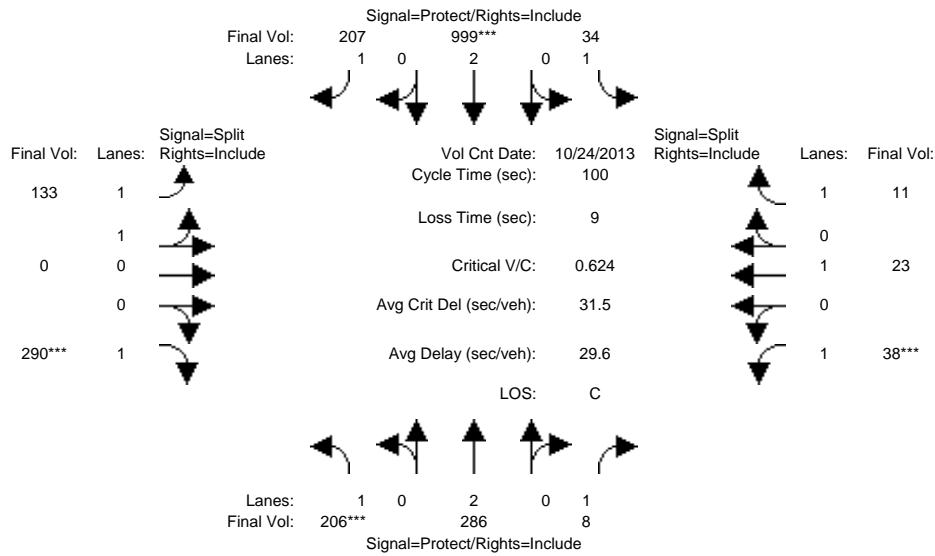 Signal=Protect/Rights=Include
Final Vol: 207 999*** 34
Lanes: 1 0 2 0 1
Signal=Split
Final Vol: Lanes: Rights=Include
Vol Cnt Date: 10/24/2013
Signal=Split
Rights=Include Lanes: Final Vol:
Cycle Time (sec): 100
133 1
1 11
Loss Time (sec): 9
1
0
0 0
Critical V/C: 0.624
1 23
0
Avg Crit Del (sec/veh): 31.5
0
290*** 1
Avg Delay (sec/veh): 29.6
1 38***
LOS: C
Lanes: 1 0 2 0 1
Final Vol: 206*** 286 8
Signal=Protect/Rights=Include